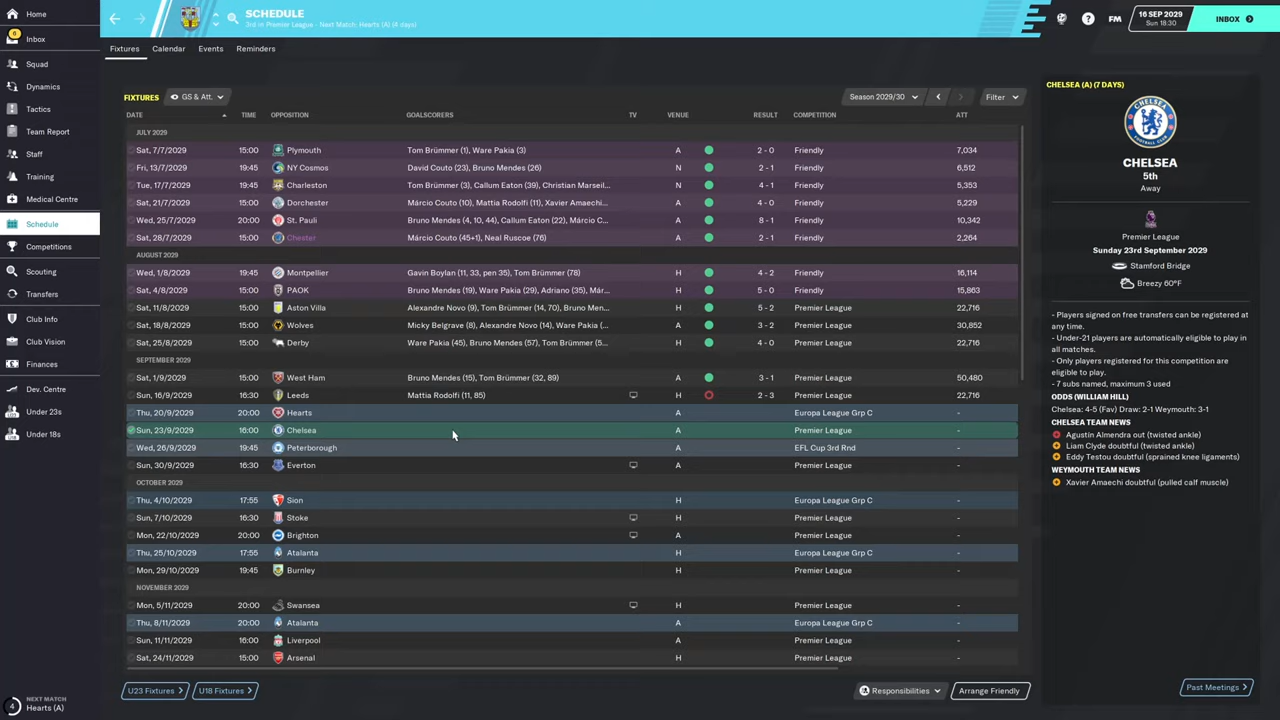 Home
SCHEDULE
3rd in Premier League - Next Match: Hearts (A) (4 days)
FM
16 SEP 2029
Sun 18:30
INBOX
6
Inbox
Squad
Dynamics
Tactics
Team Report
Staff
Training
Medical Centre
Schedule
Competitions
Scouting
Transfers
Club Info
Club Vision
Finances
Dev. Centre
Under 23s
Under 18s
4
NEXT MATCH
Hearts (A)
Fixtures Calendar Events Reminders
FIXTURES GS & Att. Season 2029/30 Filter
DATE TIME OPPOSITION GOALSCORERS TV VENUE RESULT COMPETITION ATT
JULY 2029
Sat, 7/7/2029 15:00 Plymouth Tom Brümmer (1), Ware Pakia (3) A 2 - 0 Friendly 7,034
Fri, 13/7/2029 19:45 NY Cosmos David Couto (23), Bruno Mendes (26) N 2 - 1 Friendly 6,512
Tue, 17/7/2029 19:45 Charleston Tom Brümmer (3), Callum Eaton (39), Christian Marseil... N 4 - 1 Friendly 5,353
Sat, 21/7/2029 15:00 Dorchester Márcio Couto (10), Mattia Rodolfi (11), Xavier Amaechi... A 4 - 0 Friendly 5,229
Wed, 25/7/2029 20:00 St. Pauli Bruno Mendes (4, 10, 44), Callum Eaton (22), Márcio C... A 8 - 1 Friendly 10,342
Sat, 28/7/2029 15:00 Chester Márcio Couto (45+1), Neal Ruscoe (76) A 2 - 1 Friendly 2,264
AUGUST 2029
Wed, 1/8/2029 19:45 Montpellier Gavin Boylan (11, 33, pen 35), Tom Brümmer (78) H 4 - 2 Friendly 16,114
Sat, 4/8/2029 15:00 PAOK Bruno Mendes (19), Ware Pakia (29), Adriano (35), Már... H 5 - 0 Friendly 15,863
Sat, 11/8/2029 15:00 Aston Villa Alexandre Novo (9), Tom Brümmer (14, 70), Bruno Men... H 5 - 2 Premier League 22,716
Sat, 18/8/2029 15:00 Wolves Micky Belgrave (8), Alexandre Novo (14), Ware Pakia (... A 3 - 2 Premier League 30,852
Sat, 25/8/2029 15:00 Derby Ware Pakia (45), Bruno Mendes (57), Tom Brümmer (5... H 4 - 0 Premier League 22,716
SEPTEMBER 2029
Sat, 1/9/2029 15:00 West Ham Bruno Mendes (15), Tom Brümmer (32, 89) A 3 - 1 Premier League 50,480
Sun, 16/9/2029 16:30 Leeds Mattia Rodolfi (11, 85) H 2 - 3 Premier League 22,716
Thu, 20/9/2029 20:00 Hearts A Europa League Grp C -
Sun, 23/9/2029 16:00 Chelsea A Premier League -
Wed, 26/9/2029 19:45 Peterborough A EFL Cup 3rd Rnd -
Sun, 30/9/2029 16:30 Everton A Premier League -
OCTOBER 2029
Thu, 4/10/2029 17:55 Sion H Europa League Grp C -
Sun, 7/10/2029 16:30 Stoke H Premier League -
Mon, 22/10/2029 20:00 Brighton A Premier League -
Thu, 25/10/2029 17:55 Atalanta H Europa League Grp C -
Mon, 29/10/2029 19:45 Burnley H Premier League -
NOVEMBER 2029
Mon, 5/11/2029 20:00 Swansea H Premier League -
Thu, 8/11/2029 20:00 Atalanta A Europa League Grp C -
Sun, 11/11/2029 16:00 Liverpool A Premier League -
Sat, 24/11/2029 15:00 Arsenal H Premier League -
U23 Fixtures U18 Fixtures Responsibilities Arrange Friendly
CHELSEA (A) (7 DAYS)
CHELSEA
5th
Away
Premier League
Sunday 23rd September 2029
Stamford Bridge
Breezy 60°F
- Players signed on free transfers can be registered at
any time.
- Under-21 players are automatically eligible to play in
all matches.
- Only players registered for this competition are
eligible to play.
- 7 subs named, maximum 3 used
ODDS (WILLIAM HILL)
Chelsea: 4-5 (Fav) Draw: 2-1 Weymouth: 3-1
CHELSEA TEAM NEWS
Agustín Almendra out (twisted ankle)
Liam Clyde doubtful (twisted ankle)
Eddy Testou doubtful (sprained knee ligaments)
WEYMOUTH TEAM NEWS
Xavier Amaechi doubtful (pulled calf muscle)
Past Meetings